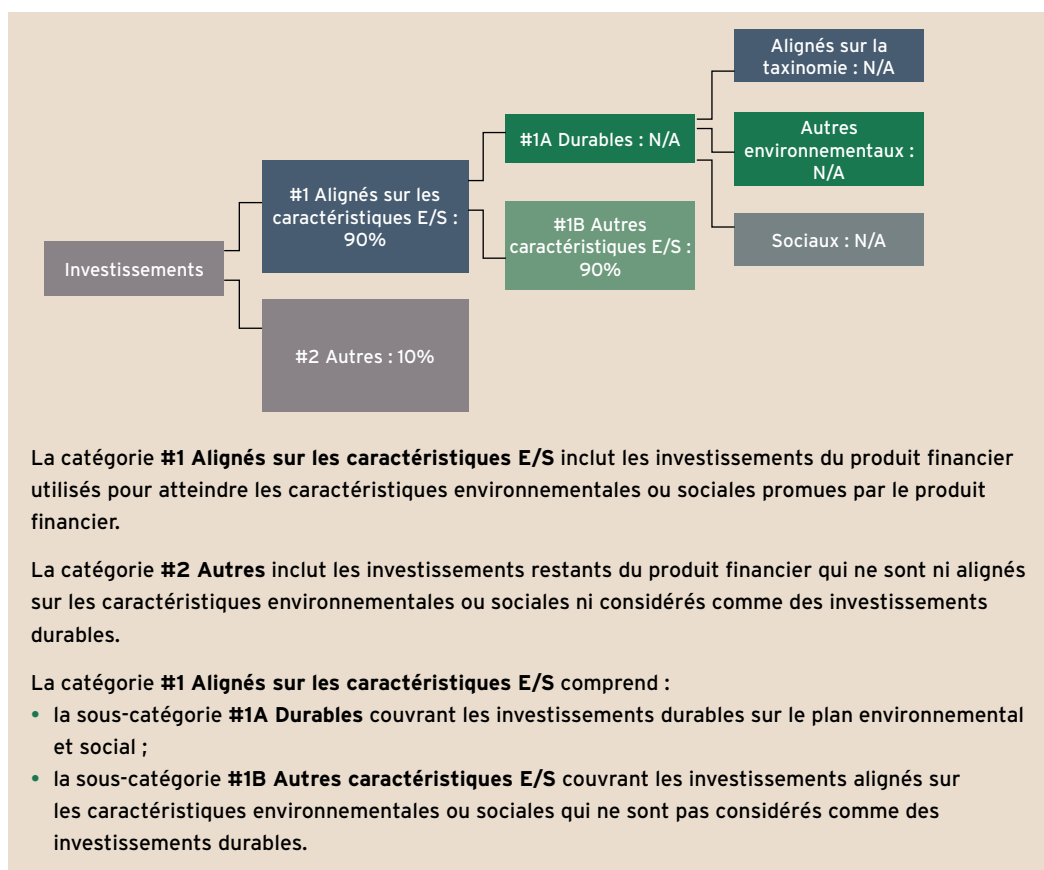 Alignés sur la
taxinomie : N/A
#1A Durables : N/A
Autres
environnementaux :
N/A
#1 Alignés sur les
caractéristiques E/S :
90%
#1B Autres
caractéristiques E/S :
90%
Sociaux : N/A
Investissements
#2 Autres : 10%
La catégorie #1 Alignés sur les caractéristiques E/S inclut les investissements du produit financier
utilisés pour atteindre les caractéristiques environnementales ou sociales promues par le produit
financier.
La catégorie #2 Autres inclut les investissements restants du produit financier qui ne sont ni alignés
sur les caractéristiques environnementales ou sociales ni considérés comme des investissements
durables.
La catégorie #1 Alignés sur les caractéristiques E/S comprend :
• la sous-catégorie #1A Durables couvrant les investissements durables sur le plan environnemental
et social ;
• la sous-catégorie #1B Autres caractéristiques E/S couvrant les investissements alignés sur
les caractéristiques environnementales ou sociales qui ne sont pas considérés comme des
investissements durables.